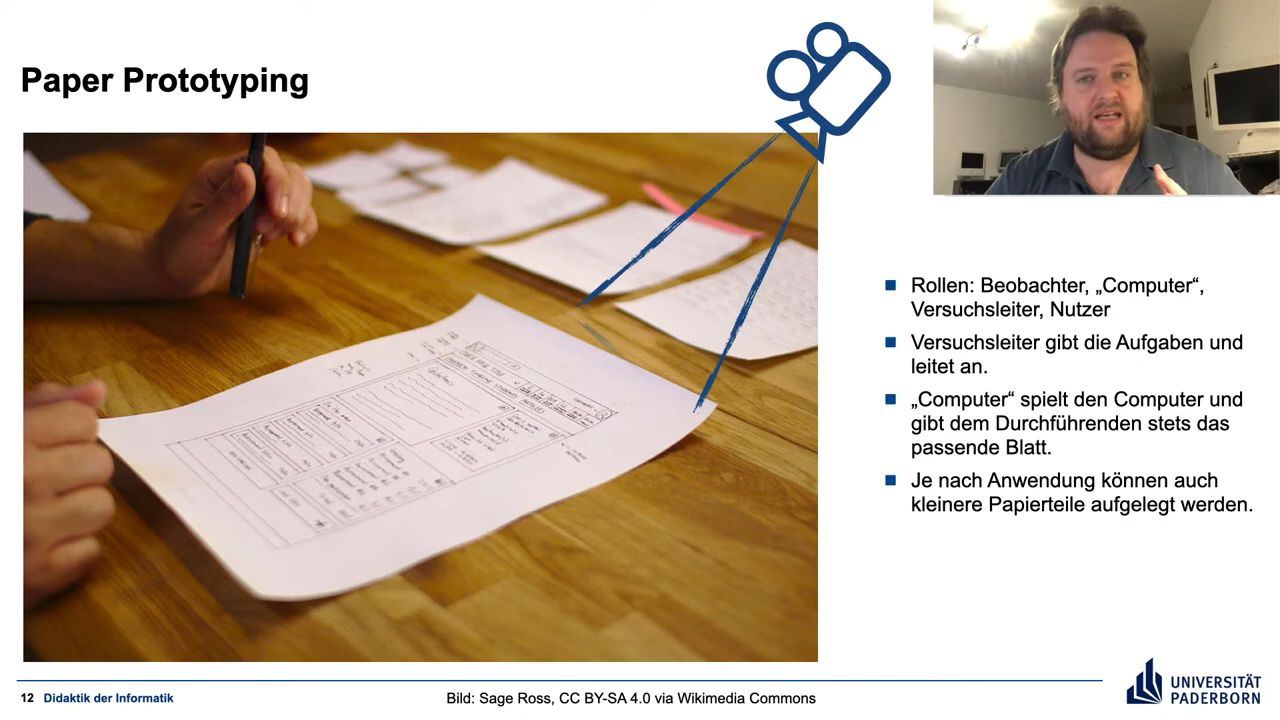 Paper Prototyping
Rollen: Beobachter, „Computer“,
Versuchsleiter, Nutzer
Versuchsleiter gibt die Aufgaben und
leitet an.
„Computer“ spielt den Computer und
gibt dem Durchführenden stets das
passende Blatt.
Je nach Anwendung können auch
kleinere Papierteile aufgelegt werden.
12 Didaktik der Informatik
Bild: Sage Ross, CC BY-SA 4.0 via Wikimedia Commons
UNIVERSITÄT
PADERBORN